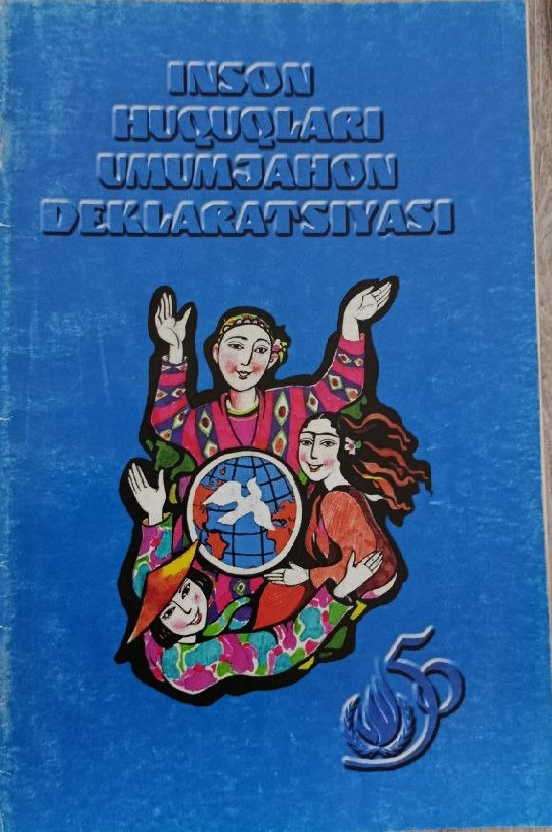 INSON
HUQUQLARI
UMUMJAHON
DEKLARATSIYASI
50